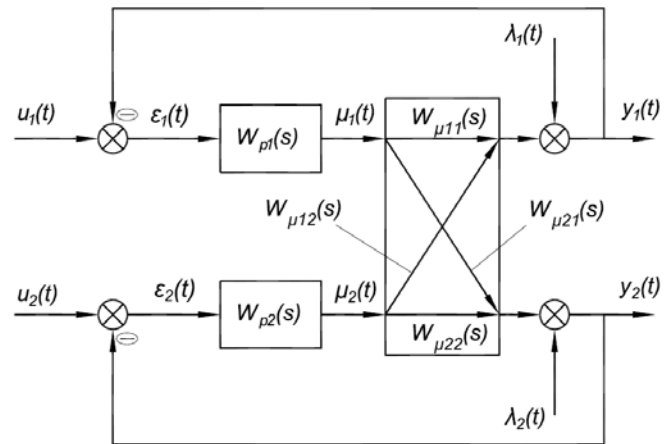 λ1(t)
u1(t)
ε1(t)
Wp1(s)
μ1(t)
Wμ11(s)
y1(t)
Wμ12(s)
Wμ21(s)
u2(t)
ε2(t)
Wp2(s)
μ2(t)
Wμ22(s)
y2(t)
λ2(t)